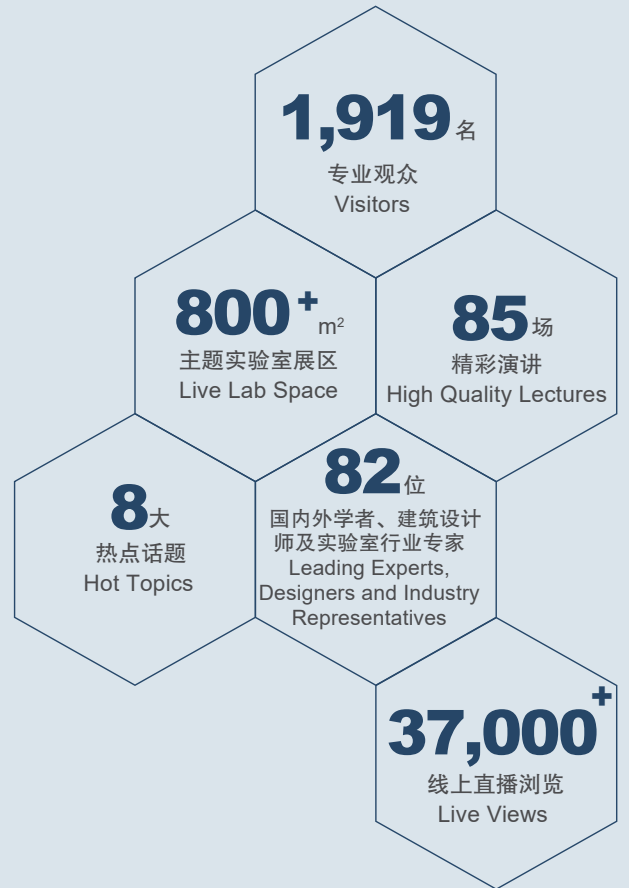 1,919名
专业观众
Visitors
800+ m²
主题实验室展区
Live Lab Space
85场
精彩演讲
High Quality Lectures
8大
热点话题
Hot Topics
82位
国内外学者、建筑设计
师及实验室行业专家
Leading Experts,
Designers and Industry
Representatives
37,000+
线上直播浏览
Live Views